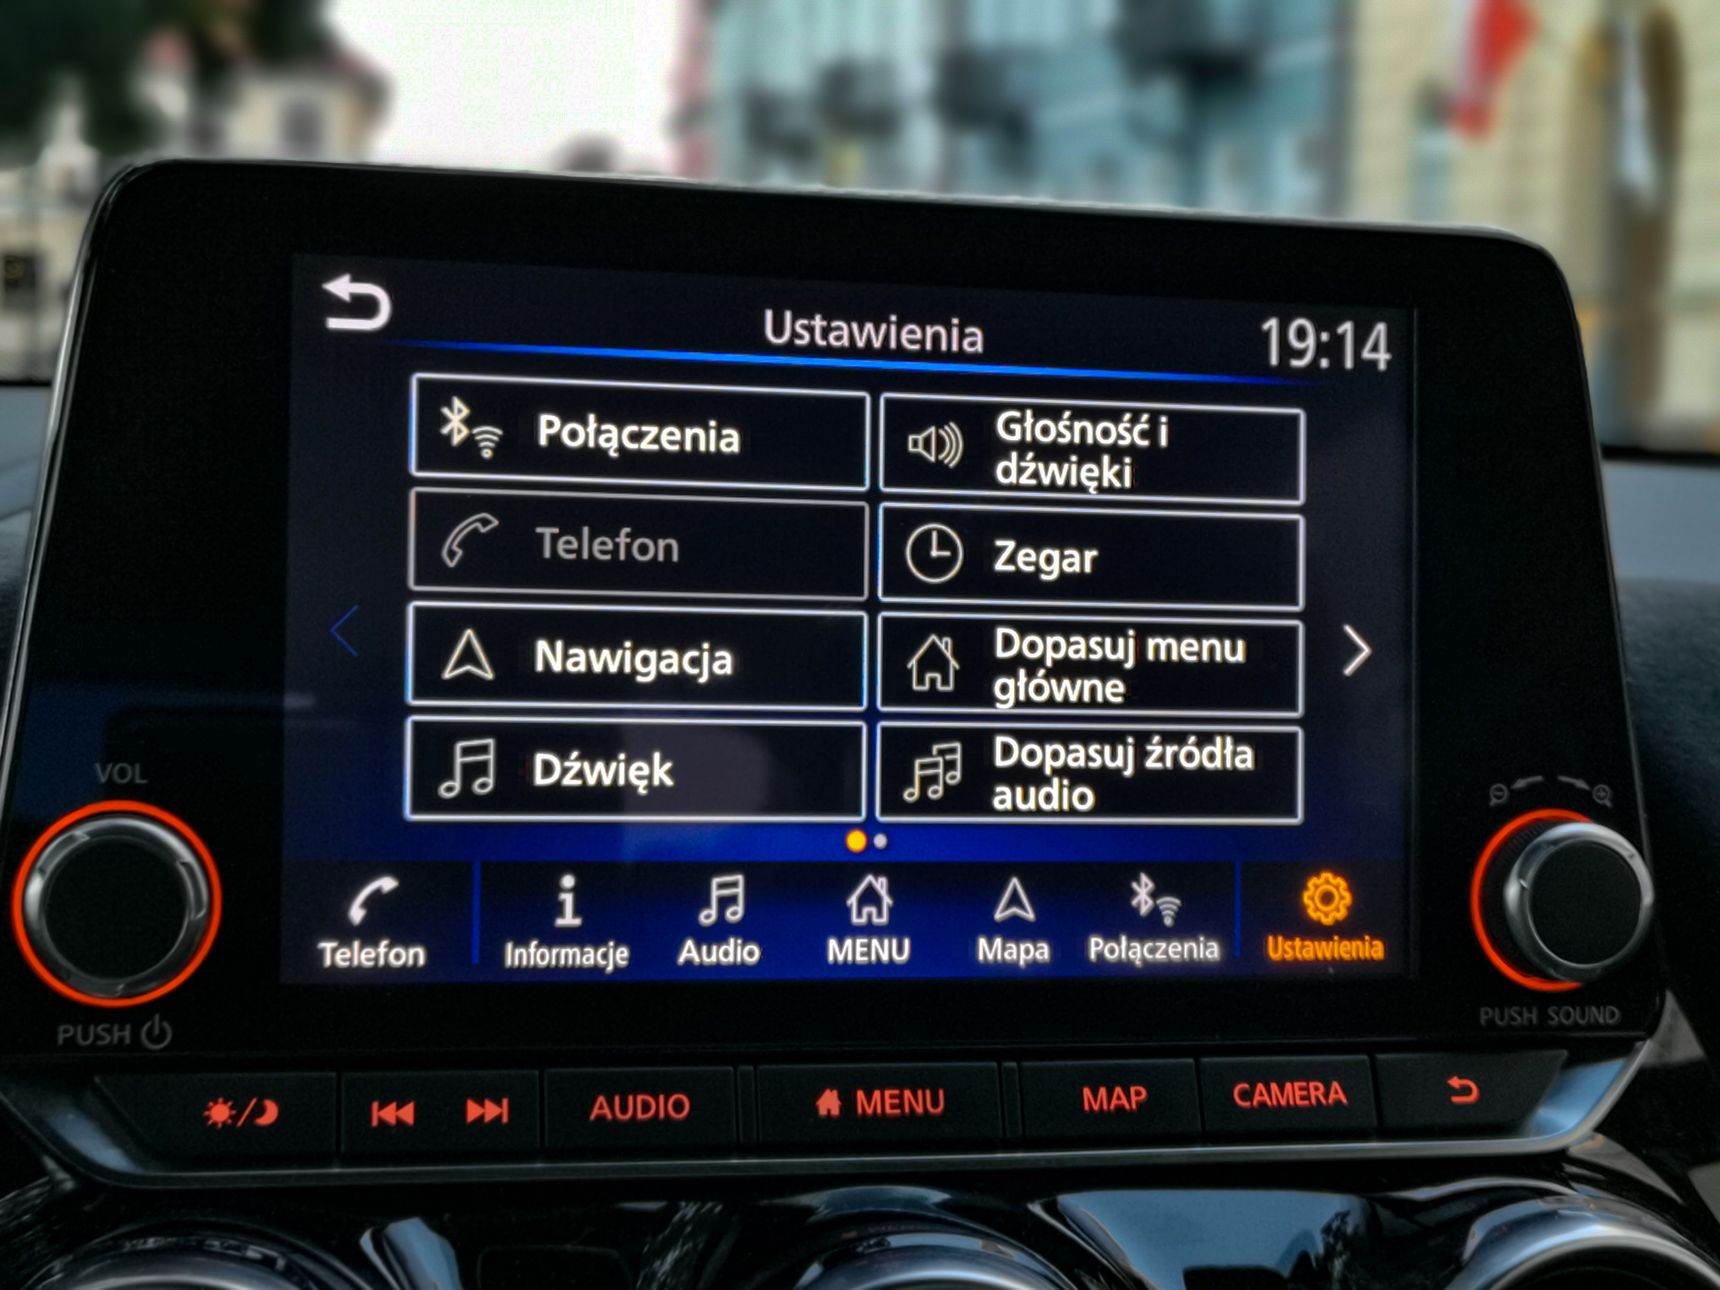 Ustawienia
19:14
Połączenia
Głośność i
dźwięki
Telefon
Zegar
Nawigacja
Dopasuj menu
główne
Dźwięk
Dopasuj źródła
audio
Telefon
Informacje
Audio
MENU
Mapa
Połączenia
Ustawienia
VOL
PUSH
PUSH SOUND
AUDIO
MENU
MAP
CAMERA